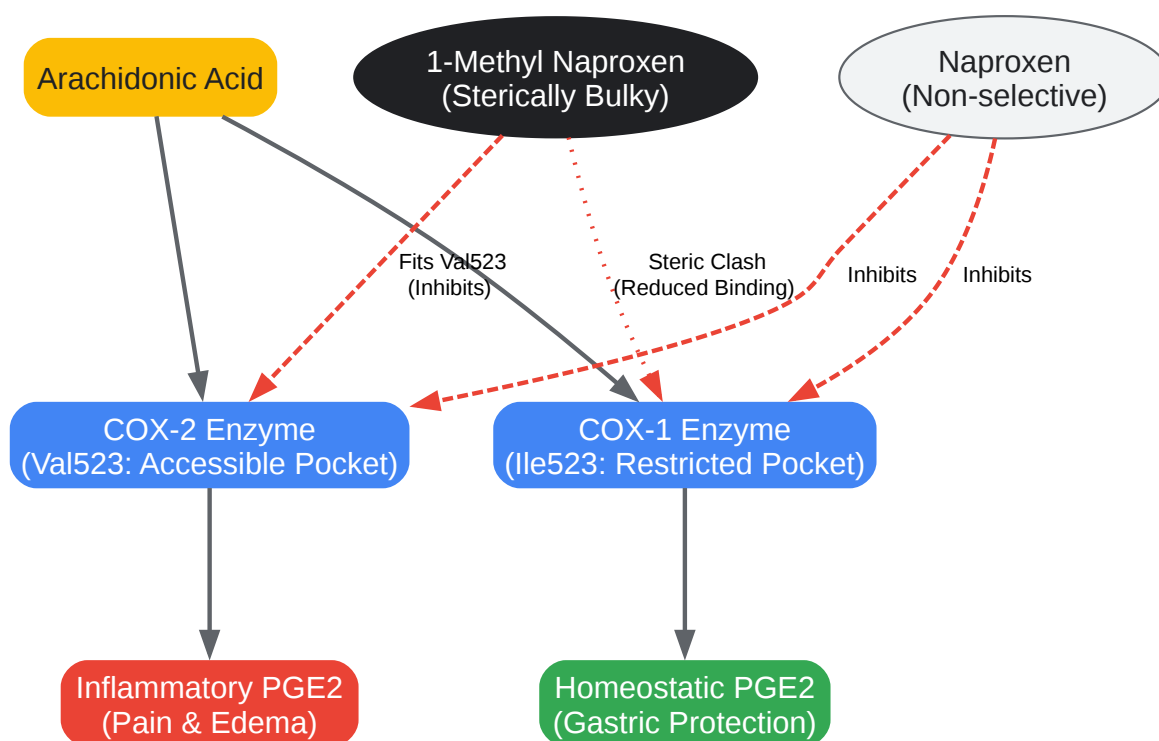 Arachidonic Acid
1-Methyl Naproxen
(Sterically Bulky)
Naproxen
(Non-selective)
Fits Val523
(Inhibits)
Steric Clash
(Reduced Binding)
Inhibits
Inhibits
COX-2 Enzyme
(Val523: Accessible Pocket)
COX-1 Enzyme
(Ile523: Restricted Pocket)
Inflammatory PGE2
(Pain & Edema)
Homeostatic PGE2
(Gastric Protection)